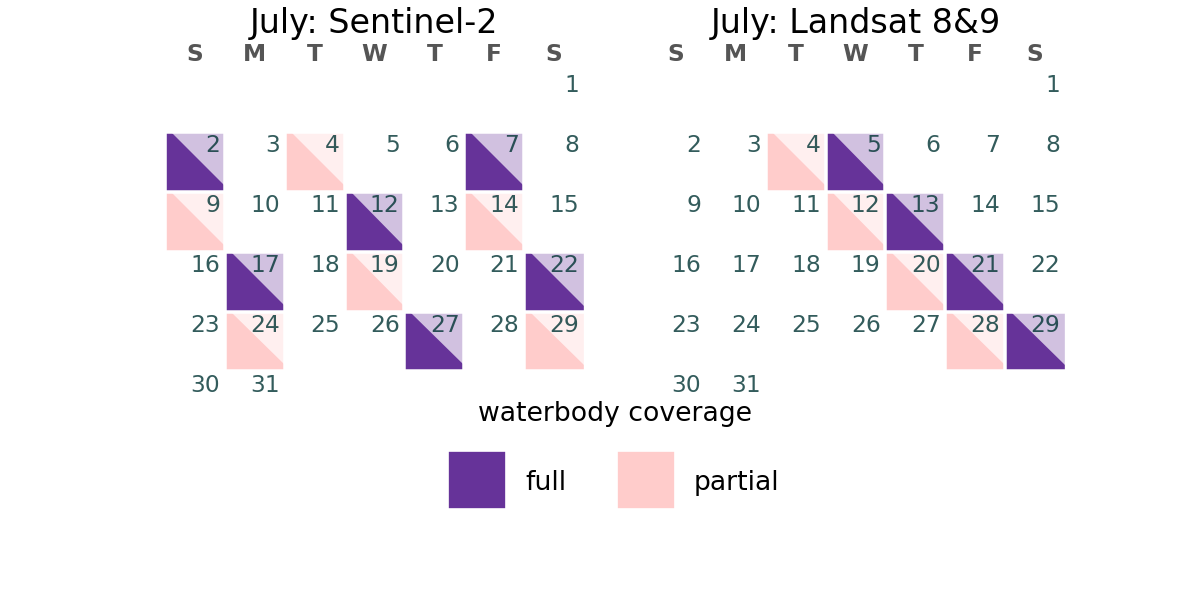 July: Sentinel-2
S M T W T F S
1
2 3 4 5 6 7 8
9 10 11 12 13 14 15
16 17 18 19 20 21 22
23 24 25 26 27 28 29
30 31
July: Landsat 8&9
S M T W T F S
1
2 3 4 5 6 7 8
9 10 11 12 13 14 15
16 17 18 19 20 21 22
23 24 25 26 27 28 29
30 31
waterbody coverage
full partial